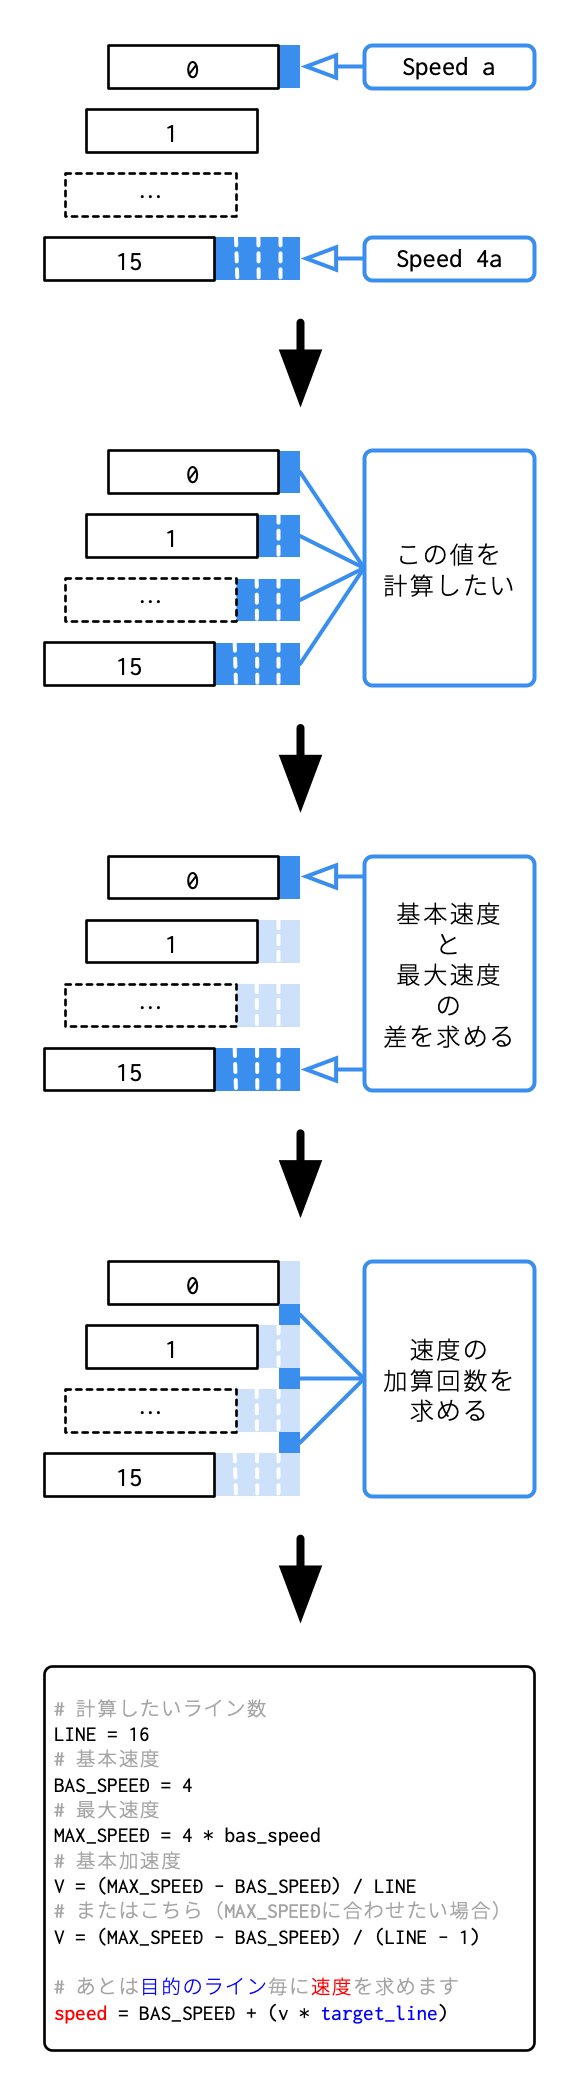 0
Speed a
1
...
15
Speed 4a
0
1
...
15
この値を
計算したい
0
1
...
15
基本速度
と
最大速度
の
差を求める
0
1
...
15
速度の
加算回数を
求める
# 計算したいライン数
LINE = 16
# 基本速度
BAS_SPEED = 4
# 最大速度
MAX_SPEED = 4 * bas_speed
# 基本加速度
V = (MAX_SPEED - BAS_SPEED) / LINE
# またはこちら（MAX_SPEEDに合わせたい場合）
V = (MAX_SPEED - BAS_SPEED) / (LINE - 1)
# あとは目的のライン毎に速度を求めます
speed = BAS_SPEED + (v * target_line)